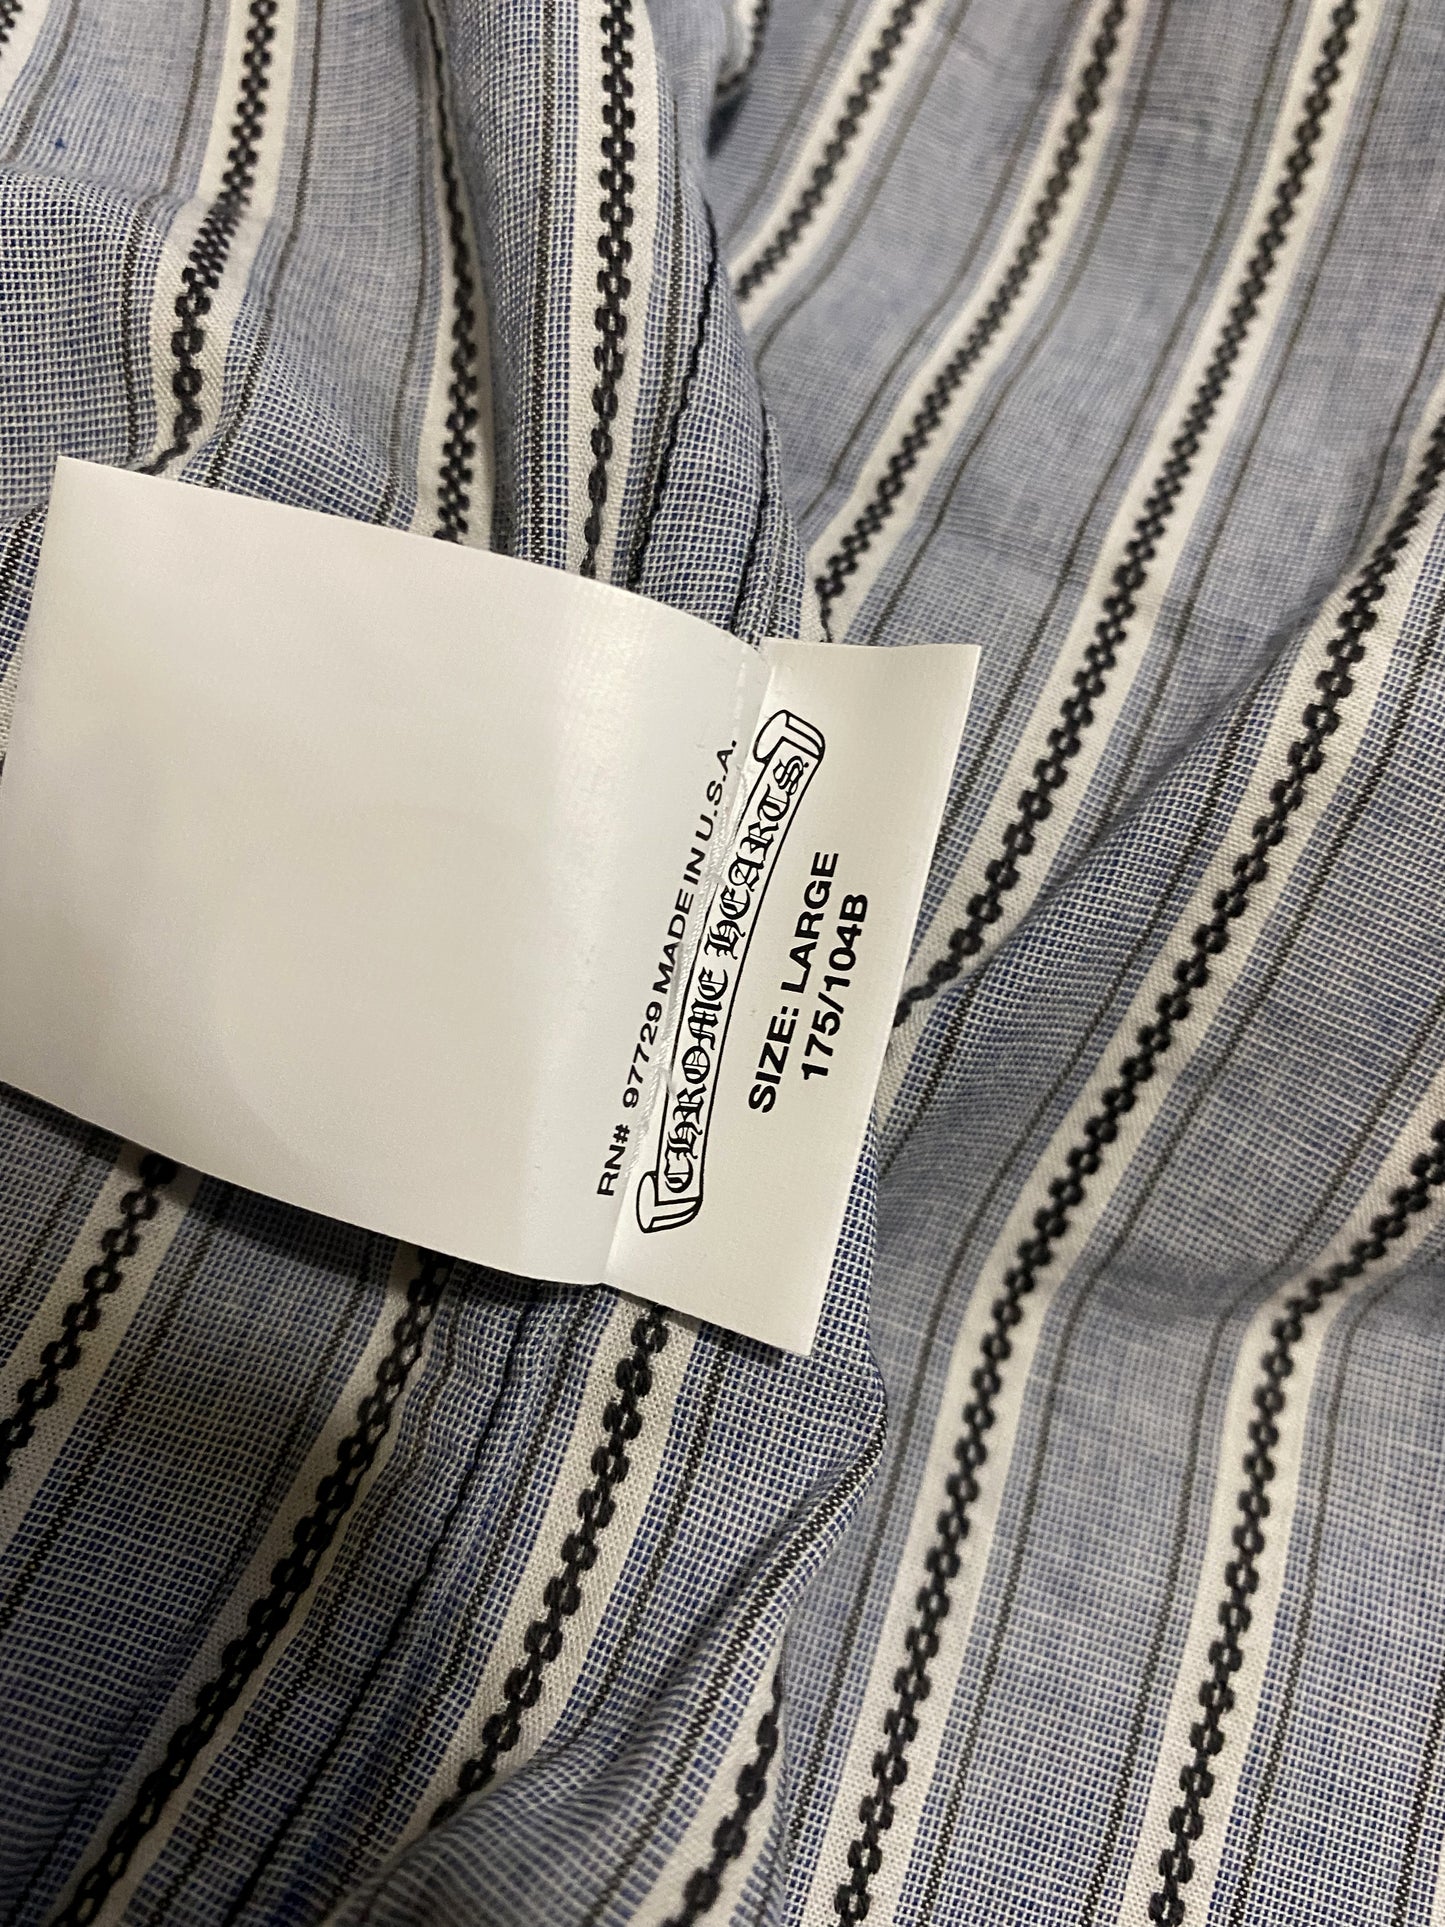 RN# 97729 MADE IN U.S.A.
CHROME HEARTS
SIZE: LARGE
175/104B